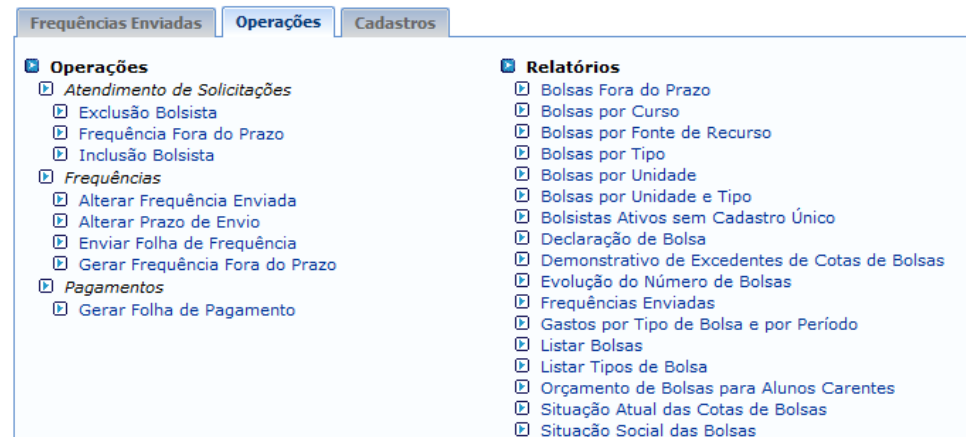 Frequências Enviadas
Operações
Cadastros
Operações
Atendimento de Solicitações
Exclusão Bolsista
Frequência Fora do Prazo
Inclusão Bolsista
Frequências
Alterar Frequência Enviada
Alterar Prazo de Envio
Enviar Folha de Frequência
Gerar Frequência Fora do Prazo
Pagamentos
Gerar Folha de Pagamento
Relatórios
Bolsas Fora do Prazo
Bolsas por Curso
Bolsas por Fonte de Recurso
Bolsas por Tipo
Bolsas por Unidade
Bolsas por Unidade e Tipo
Bolsistas Ativos sem Cadastro Único
Declaração de Bolsa
Demonstrativo de Excedentes de Cotas de Bolsas
Evolução do Número de Bolsas
Frequências Enviadas
Gastos por Tipo de Bolsa e por Período
Listar Bolsas
Listar Tipos de Bolsa
Orçamento de Bolsas para Alunos Carentes
Situação Atual das Cotas de Bolsas
Situação Social das Bolsas